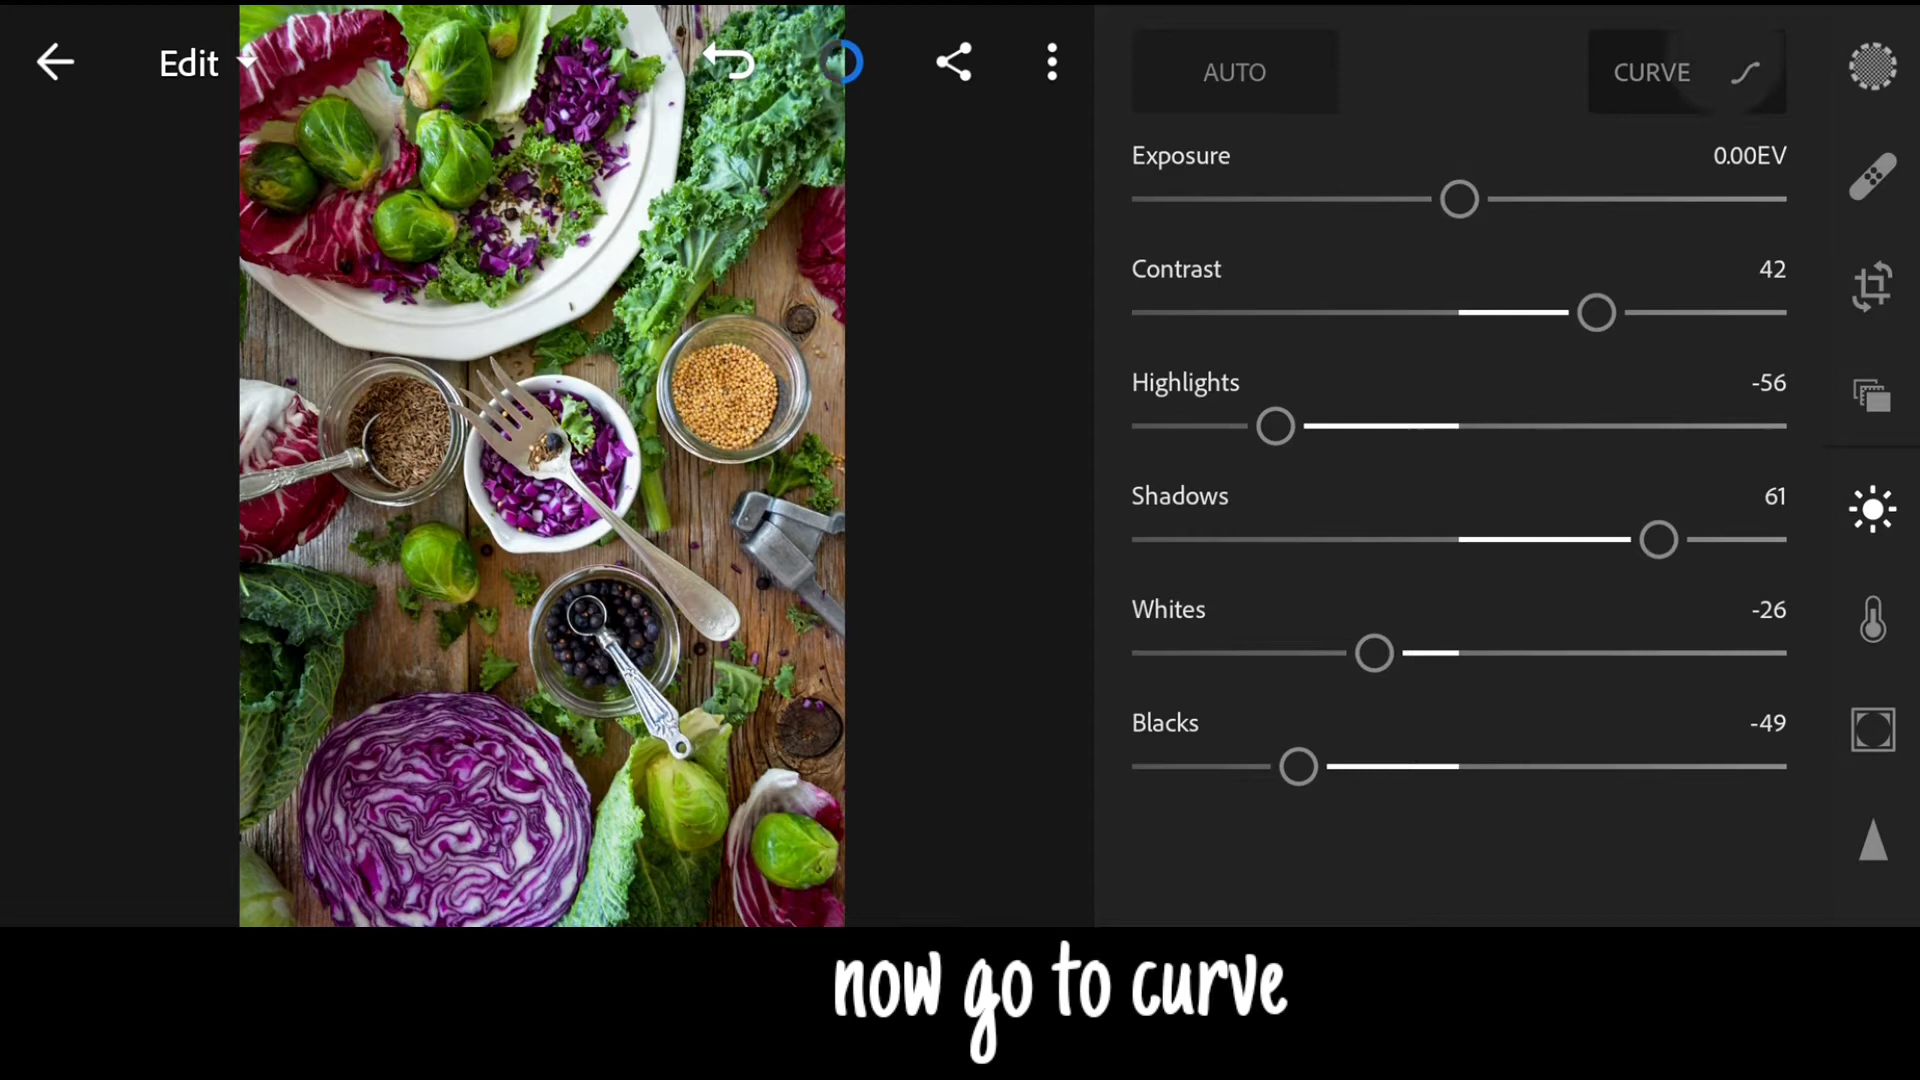 Edit
AUTO
CURVE
Exposure 0.00EV
Contrast 42
Highlights -56
Shadows 61
Whites -26
Blacks -49
now go to curve